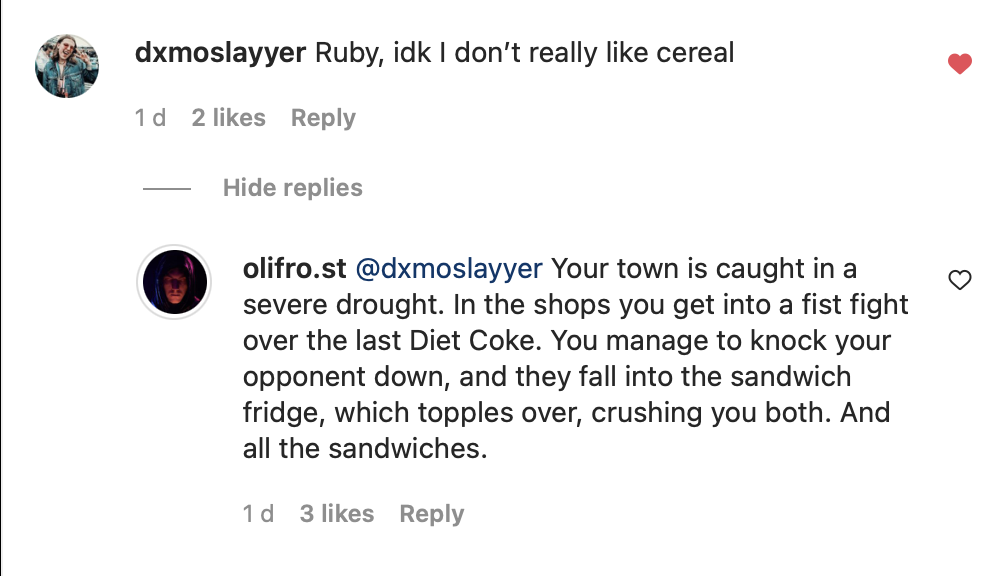 dxmoslayyer Ruby, idk I don’t really like cereal
1 d 2 likes Reply
Hide replies
olifro.st @dxmoslayyer Your town is caught in a
severe drought. In the shops you get into a fist fight
over the last Diet Coke. You manage to knock your
opponent down, and they fall into the sandwich
fridge, which topples over, crushing you both. And
all the sandwiches.
1 d 3 likes Reply